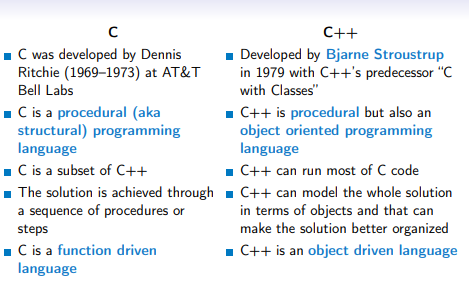 C
C was developed by Dennis
Ritchie (1969–1973) at AT&T
Bell Labs
C is a procedural (aka
structural) programming
language
C is a subset of C++
The solution is achieved through
a sequence of procedures or
steps
C is a function driven
language
C++
Developed by Bjarne Stroustrup
in 1979 with C++'s predecessor “C
with Classes”
C++ is procedural but also an
object oriented programming
language
C++ can run most of C code
C++ can model the whole solution
in terms of objects and that can
make the solution better organized
C++ is an object driven language